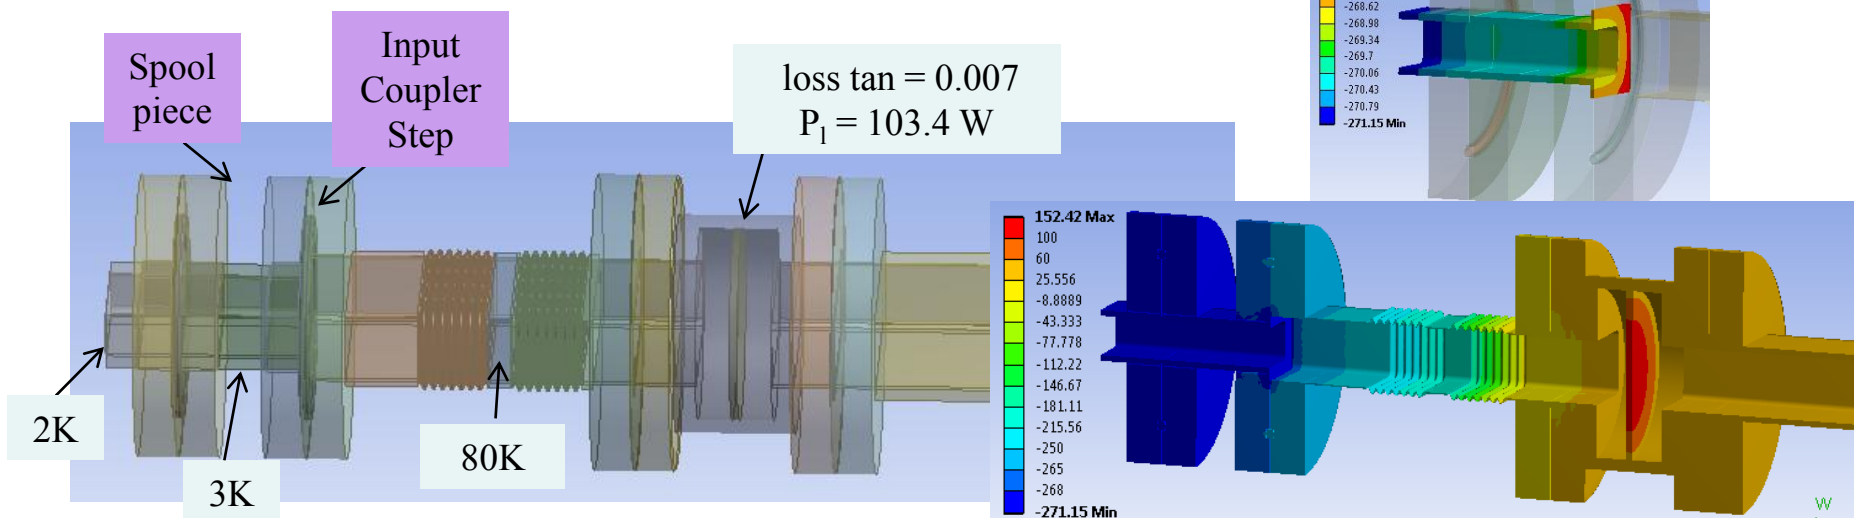 Spool
piece
Input
Coupler
Step
loss tan = 0.007
Pₗ = 103.4 W
2K
3K
80K
-268.62
-268.98
-269.34
-269.7
-270.06
-270.43
-270.79
-271.15 Min
152.42 Max
100
60
25.556
-8.8889
-43.333
-77.778
-112.22
-146.67
-181.11
-215.56
-250
-265
-268
-271.15 Min